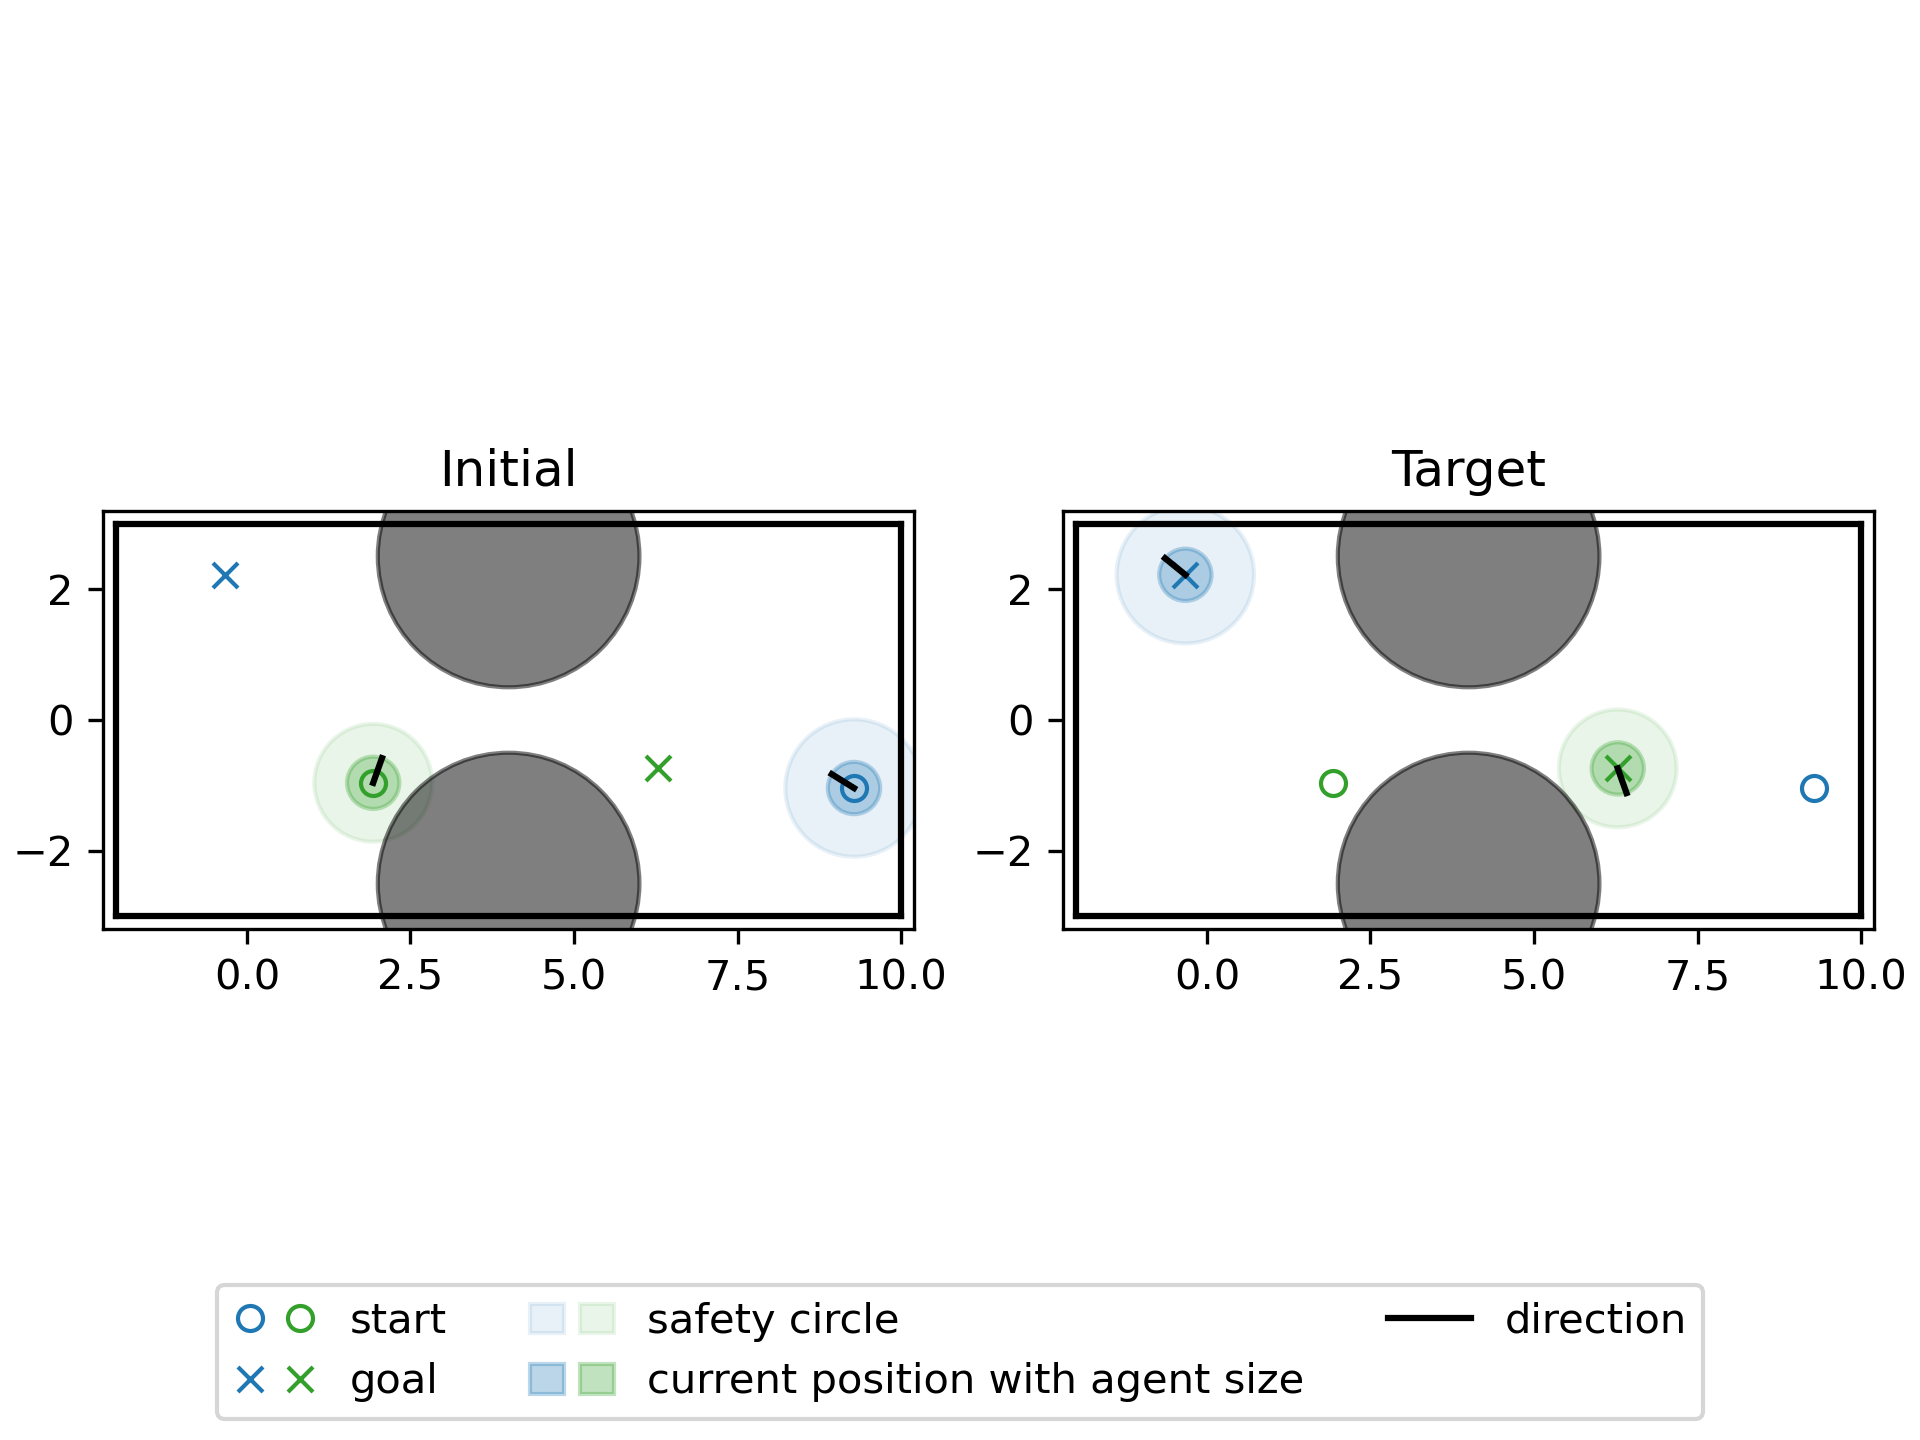 Initial
Target
2
0
−2
0.0 2.5 5.0 7.5 10.0
2
0
−2
0.0 2.5 5.0 7.5 10.0
start
goal
safety circle
current position with agent size
direction